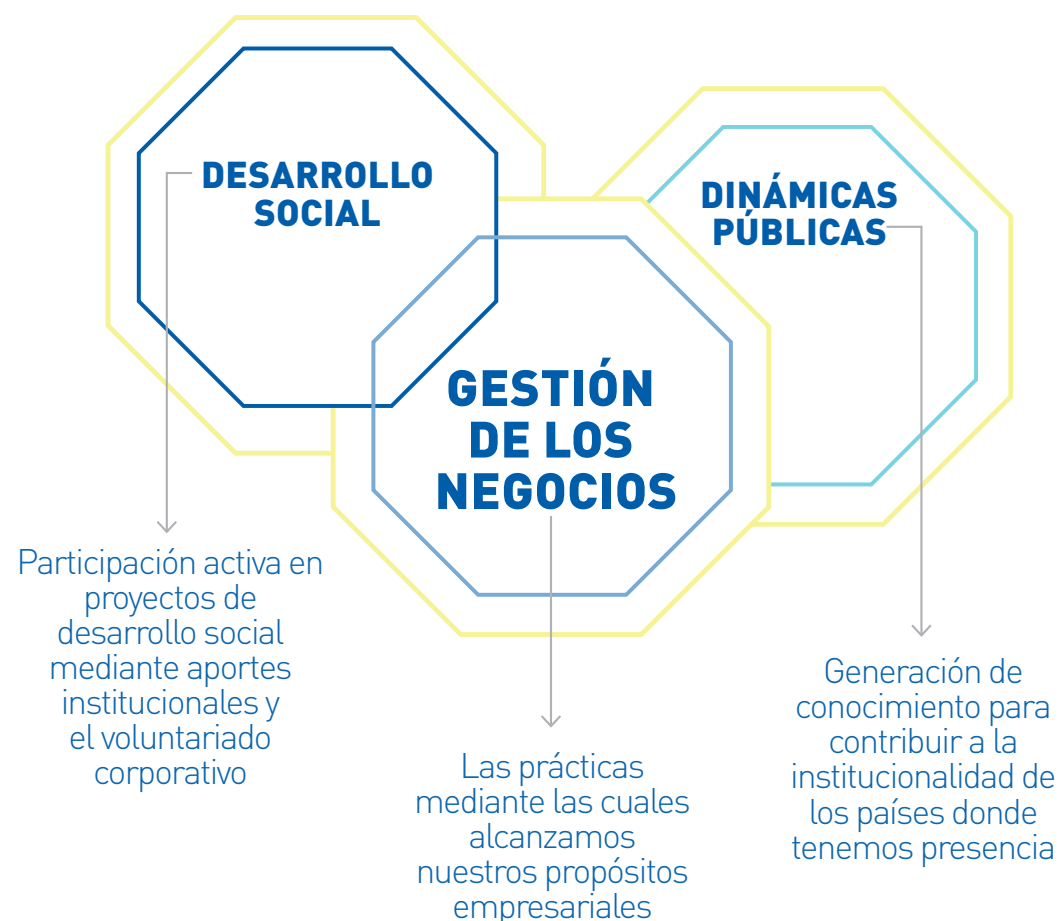 DESARROLLO
SOCIAL
Participación activa en
proyectos de
desarrollo social
mediante aportes
institucionales y
el voluntariado
corporativo
GESTIÓN
DE LOS
NEGOCIOS
Las prácticas
mediante las cuales
alcanzamos
nuestros propósitos
empresariales
DINÁMICAS
PÚBLICAS
Generación de
conocimiento para
contribuir a la
institucionalidad de
los países donde
tenemos presencia